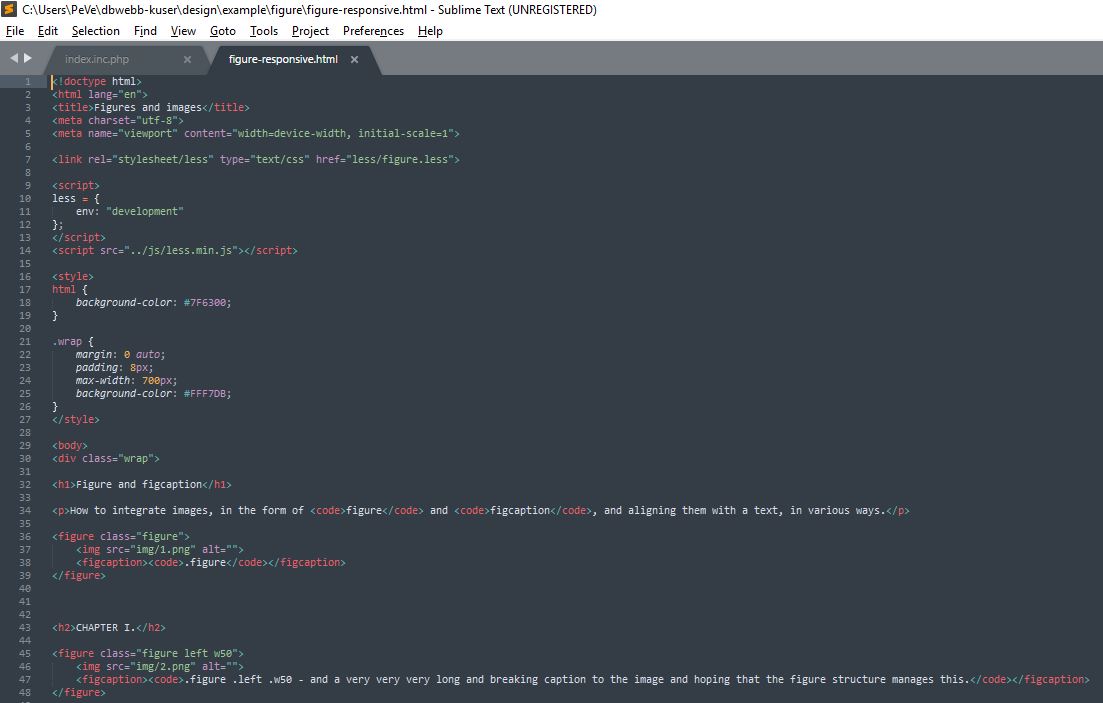 C:\Users\PeVe\dbwebb-kuser\design\example\figure\figure-responsive.html - Sublime Text (UNREGISTERED)
File Edit Selection Find View Goto Tools Project Preferences Help
index.inc.php × figure-responsive.html ×
1 <!doctype html>
2 <html lang="en">
3 <title>Figures and images</title>
4 <meta charset="utf-8">
5 <meta name="viewport" content="width=device-width, initial-scale=1">
6
7 <link rel="stylesheet/less" type="text/css" href="less/figure.less">
8
9 <script>
10 less = {
11     env: "development"
12 };
13 </script>
14 <script src="../js/less.min.js"></script>
15
16 <style>
17 html {
18     background-color: #7F6300;
19 }
20
21 .wrap {
22     margin: 0 auto;
23     padding: 8px;
24     max-width: 700px;
25     background-color: #FFF7DB;
26 }
27 </style>
28
29 <body>
30 <div class="wrap">
31
32 <h1>Figure and figcaption</h1>
33
34 <p>How to integrate images, in the form of <code>figure</code> and <code>figcaption</code>, and aligning them with a text, in various ways.</p>
35
36 <figure class="figure">
37     <img src="img/1.png" alt="">
38     <figcaption><code>.figure</code></figcaption>
39 </figure>
40
41
42
43 <h2>CHAPTER I.</h2>
44
45 <figure class="figure left w50">
46     <img src="img/2.png" alt="">
47     <figcaption><code>.figure .left .w50 - and a very very very long and breaking caption to the image and hoping that the figure structure manages this.</code></figcaption>
48 </figure>